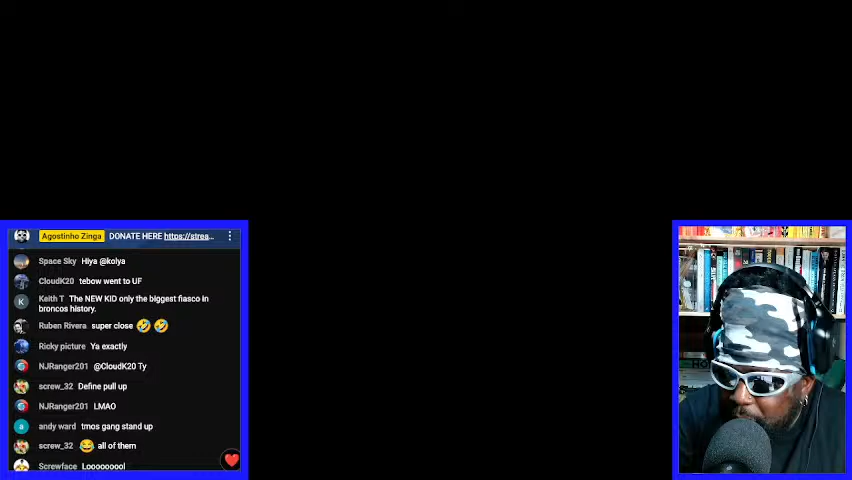 Agostinho Zinga DONATE HERE https://strea...
Space Sky Hiya @kolya
CloudK20 tebow went to UF
Keith T The NEW KID only the biggest fiasco in
broncos history.
Ruben Rivera super close 🤣 🤣
Ricky picture Ya exactly
NJRanger201 @CloudK20 Ty
screw_32 Define pull up
NJRanger201 LMAO
andy ward tmos gang stand up
screw_32 😂 all of them
Screwface Loooooooool